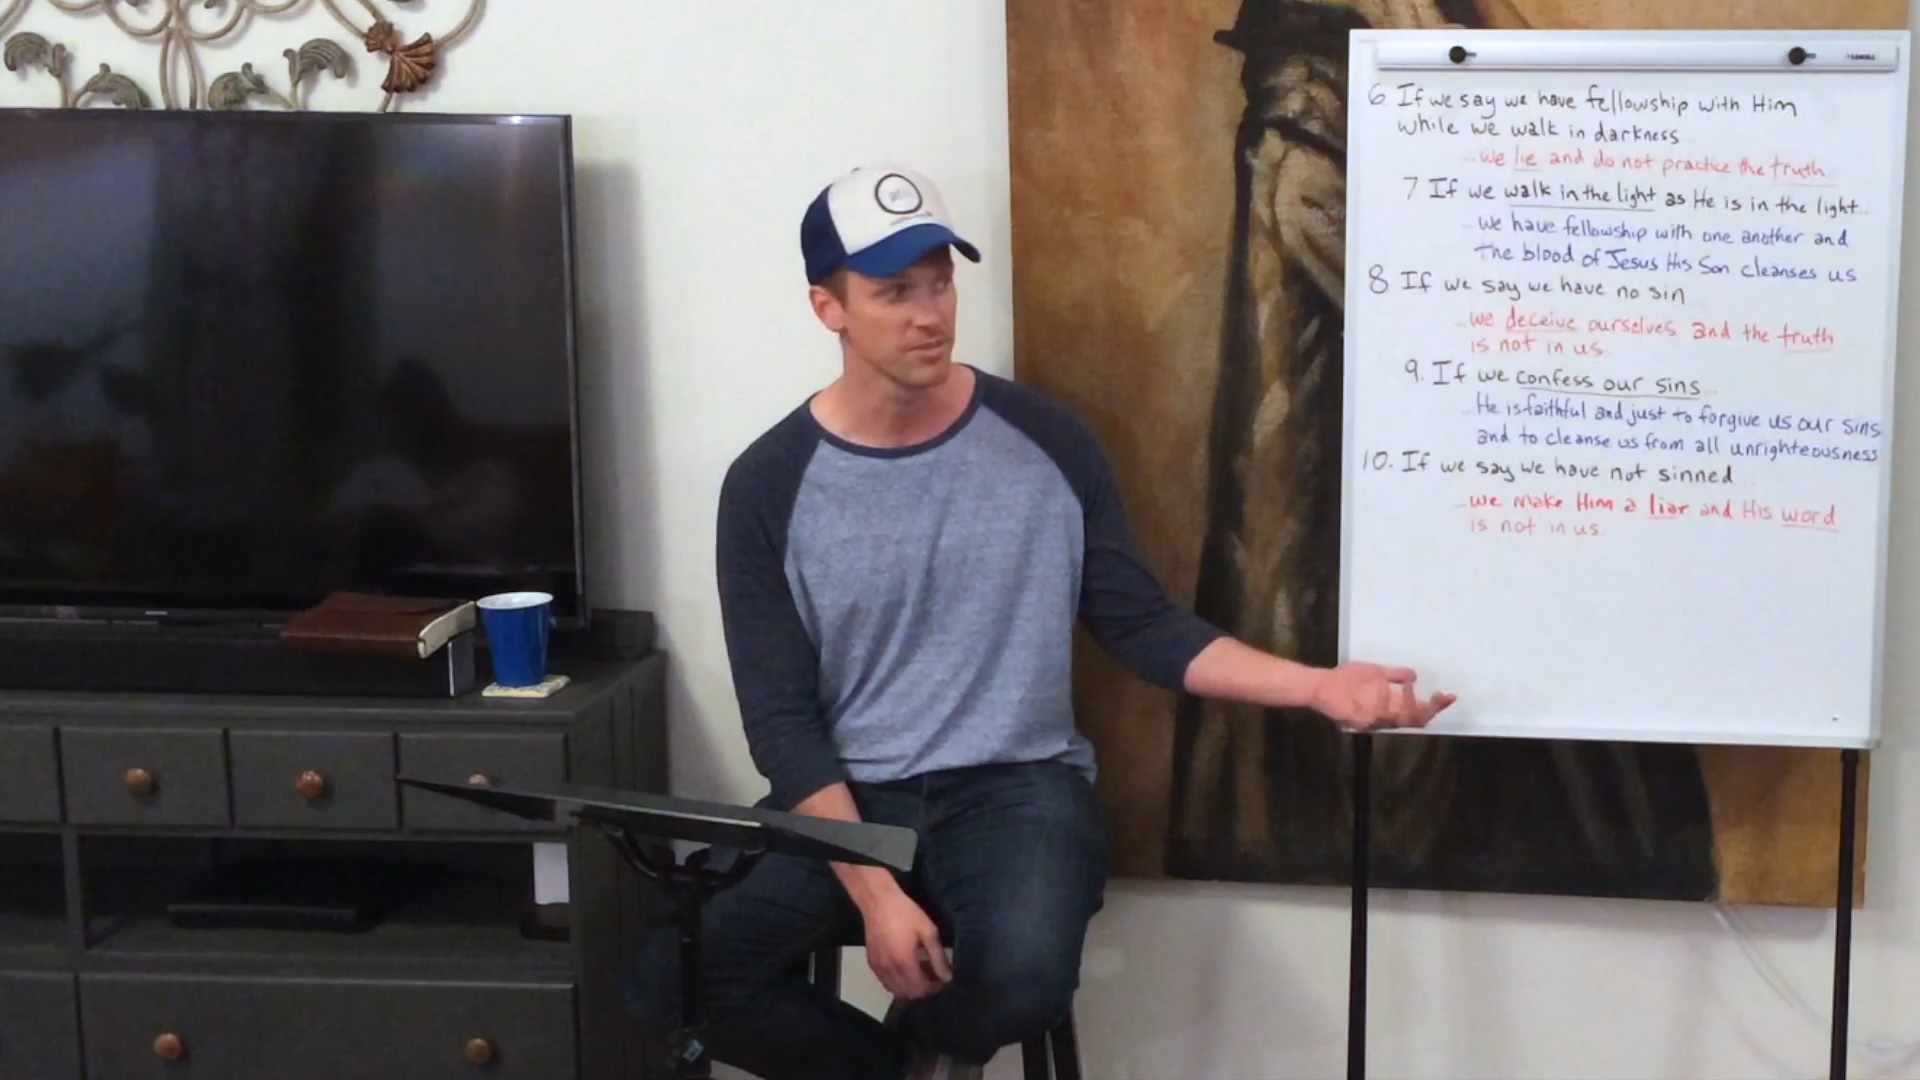 6 If we say we have fellowship with Him
while we walk in darkness
...we lie and do not practice the truth
7 If we walk in the light as He is in the light...
...we have fellowship with one another and
the blood of Jesus His Son cleanses us
8 If we say we have no sin
...we deceive ourselves and the truth
is not in us.
9. If we confess our sins...
...He is faithful and just to forgive us our sins
and to cleanse us from all unrighteousness
10. If we say we have not sinned...
...we make Him a liar and His word
is not in us.